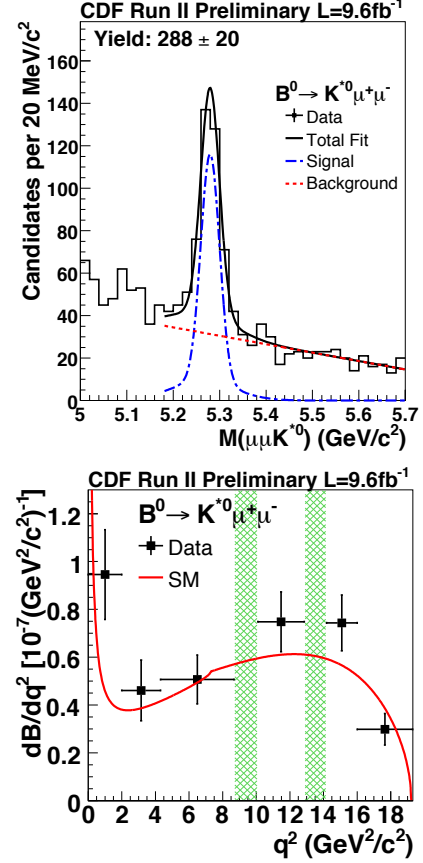 CDF Run II Preliminary L=9.6fb⁻¹
Yield: 288 ± 20
B⁰→ K*⁰μ⁺μ⁻
Data
Total Fit
Signal
Background
Candidates per 20 MeV/c²
160
140
120
100
80
60
40
20
0
5 5.1 5.2 5.3 5.4 5.5 5.6 5.7
M(μμK*⁰) (GeV/c²)
CDF Run II Preliminary L=9.6fb⁻¹
B⁰→ K*⁰μ⁺μ⁻
Data
SM
dB/dq² [10⁻⁷(GeV²/c²)⁻¹]
1.2
1
0.8
0.6
0.4
0.2
0
0 2 4 6 8 10 12 14 16 18
q² (GeV²/c²)